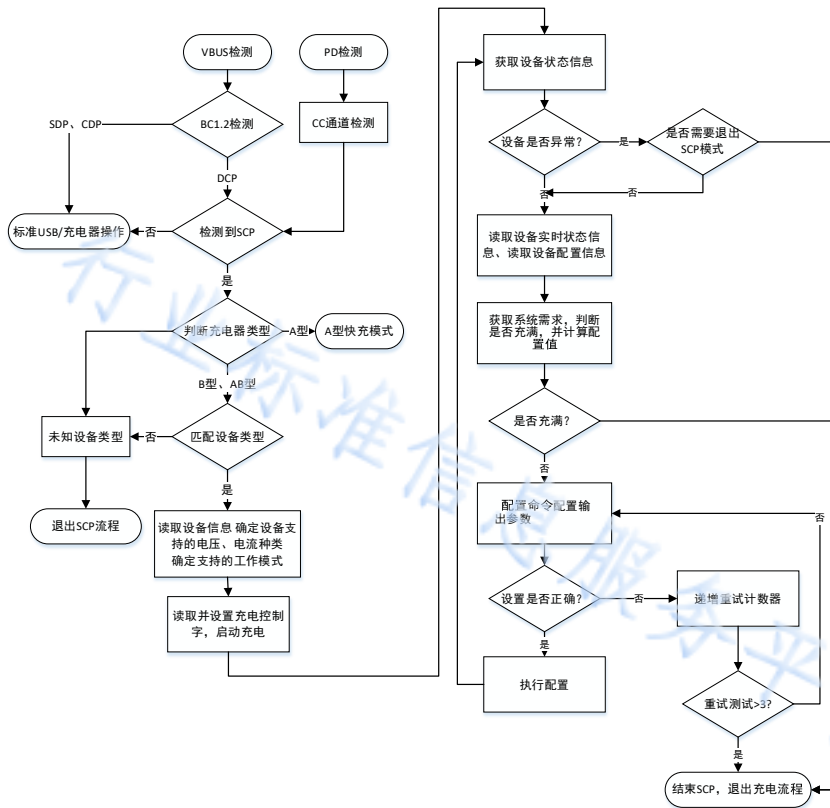 VBUS检测
PD检测
BC1.2检测
CC通道检测
SDP、CDP
DCP
标准USB/充电器操作
否
检测到SCP
是
判断充电器类型
A型
A型快充模式
B型、AB型
未知设备类型
否
匹配设备类型
是
退出SCP流程
读取设备信息 确定设备支
持的电压、电流种类
确定支持的工作模式
读取并设置充电控制
字，启动充电
获取设备状态信息
设备是否异常？
是
是否需要退出
SCP模式
否
否
读取设备实时状态信
息、读取设备配置信息
获取系统需求，判断
是否充满，并计算配
置值
是否充满？
否
配置命令配置输
出参数
否
设置是否正确？
否
递增重试计数器
是
执行配置
重试测试>3？
是
结束SCP，退出充电流程
行业标准信息服务平